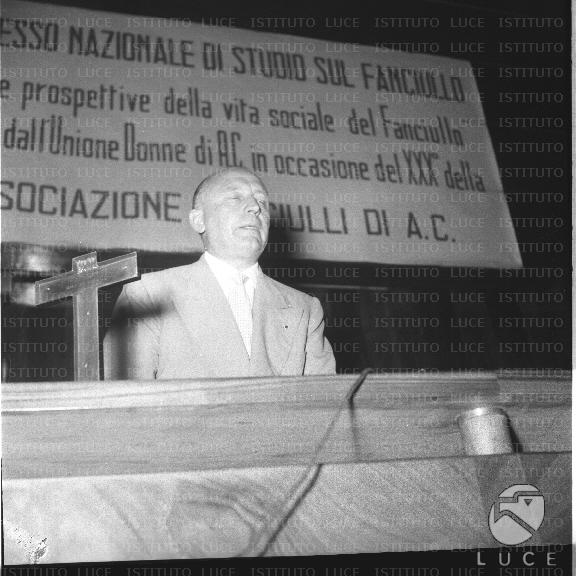 ESSO NAZIONALE DI STUDIO SUL FANCIULLO
e prospettive della vita sociale del Fanciullo
dall'Unione Donne di A.C. in occasione del XXX° della
SOCIAZIONE CIULLI DI A.C.
LUCE